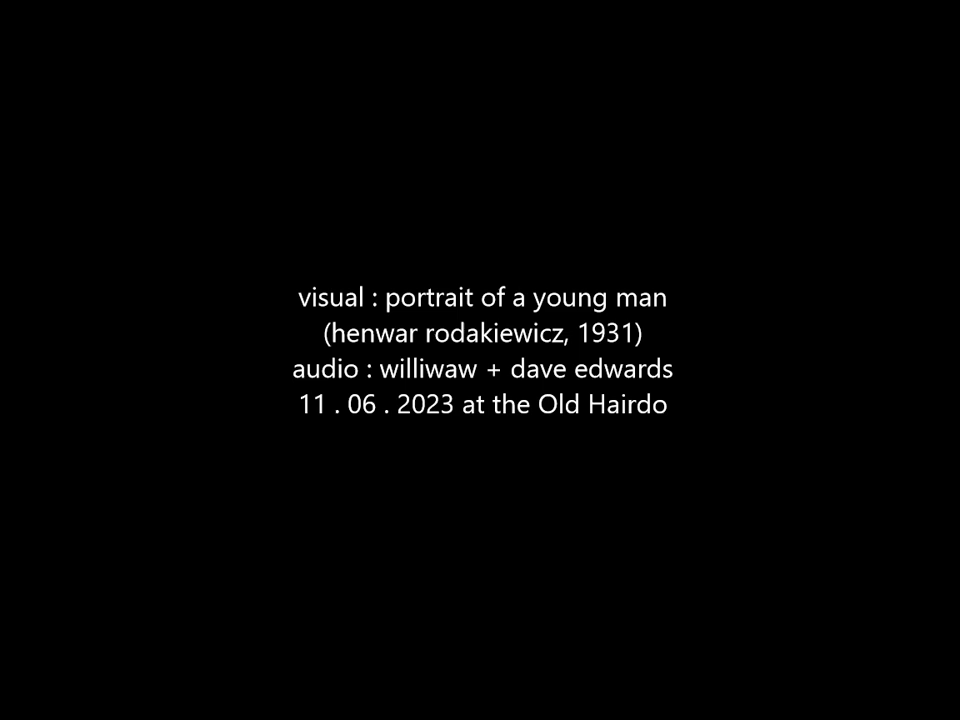 visual : portrait of a young man
(henwar rodakiewicz, 1931)
audio : williwaw + dave edwards
11 . 06 . 2023 at the Old Hairdo